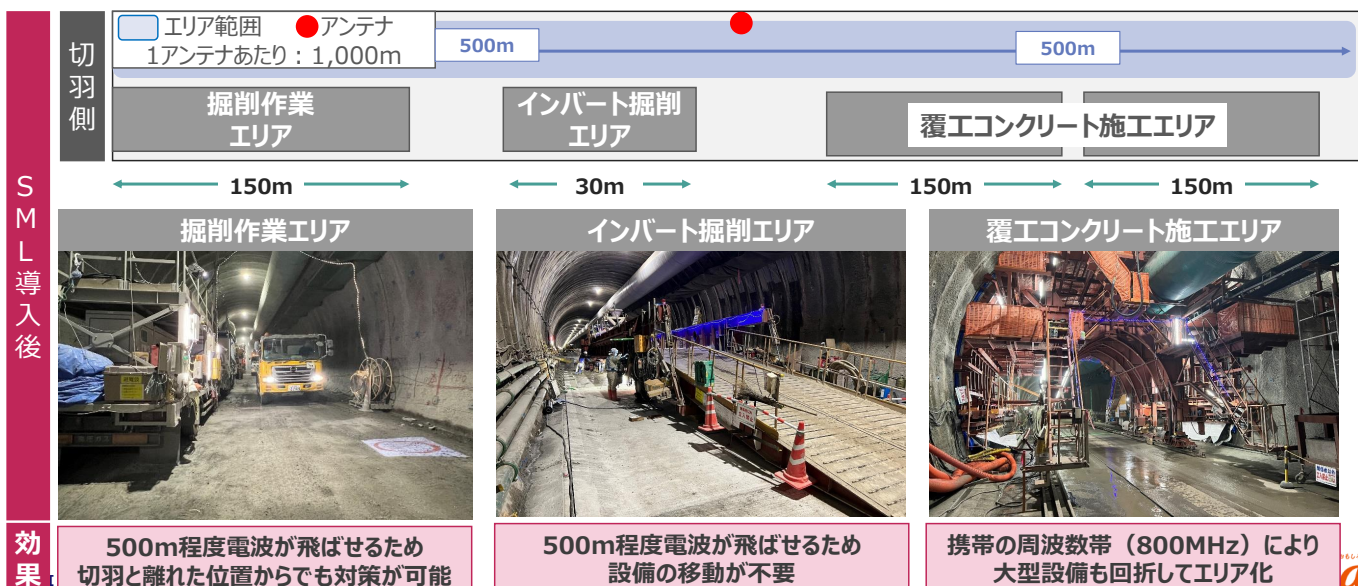 SML導入後
切羽側
エリア範囲 アンテナ
1アンテナあたり：1,000m
500m
500m
掘削作業
エリア
インバート掘削
エリア
覆工コンクリート施工エリア
150m
30m
150m
150m
掘削作業エリア
インバート掘削エリア
覆工コンクリート施工エリア
効果
500m程度電波が飛ばせるため
切羽と離れた位置からでも対策が可能
500m程度電波が飛ばせるため
設備の移動が不要
携帯の周波数帯（800MHz）により
大型設備も回折してエリア化